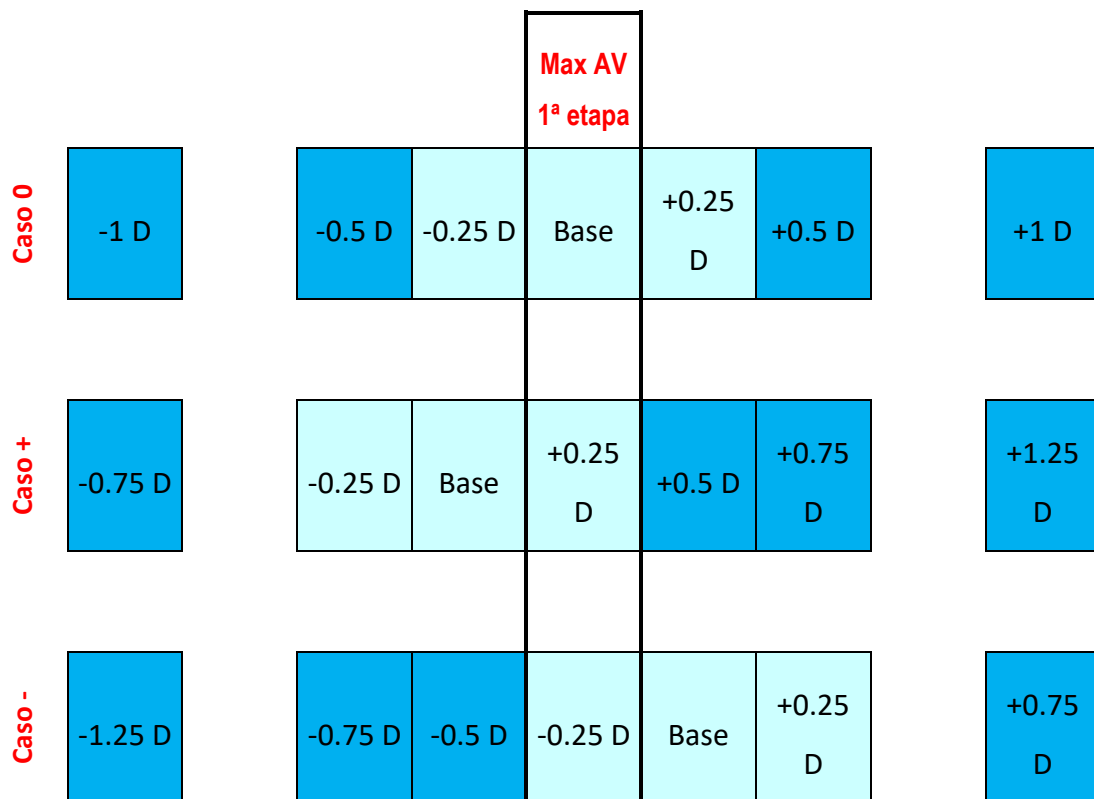 Max AV
1ª etapa
Caso 0
-1 D
-0.5 D
-0.25 D
Base
+0.25
D
+0.5 D
+1 D
Caso +
-0.75 D
-0.25 D
Base
+0.25
D
+0.5 D
+0.75
D
+1.25
D
Caso -
-1.25 D
-0.75 D
-0.5 D
-0.25 D
Base
+0.25
D
+0.75
D